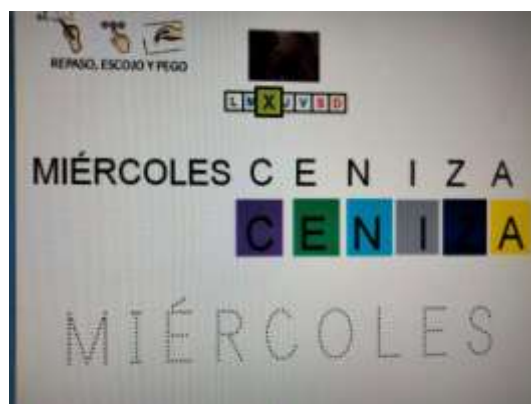 REPASO, ESCOJO Y PEGO
L M X J V S D
MIÉRCOLES C E N I Z A
C E N I Z A
MIÉRCOLES